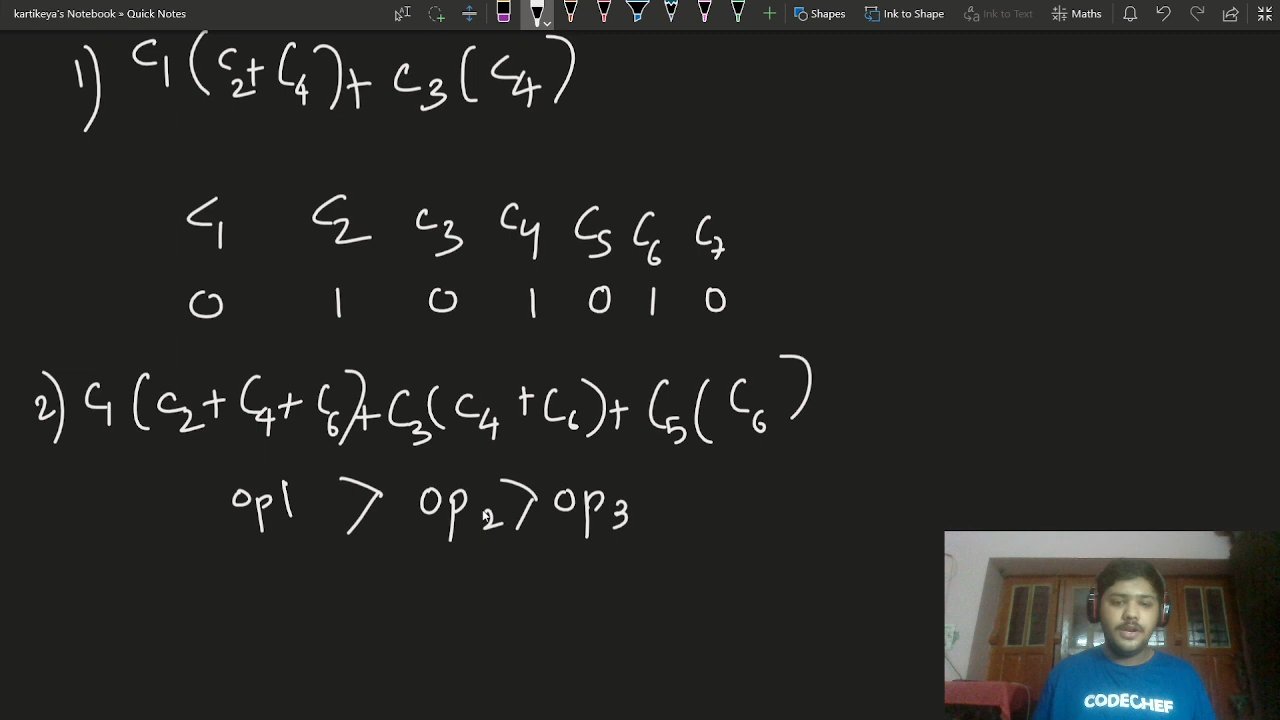 kartikeya's Notebook » Quick Notes Shapes Ink to Shape Ink to Text Maths
1) C1(C2+C4)+C3(C4)
C1 C2 C3 C4 C5 C6 C7
0 1 0 1 0 1 0
2) C1(C2+C4+C6)+C3(C4+C6)+C5(C6)
op1 > op2 > op3
CODECHEF